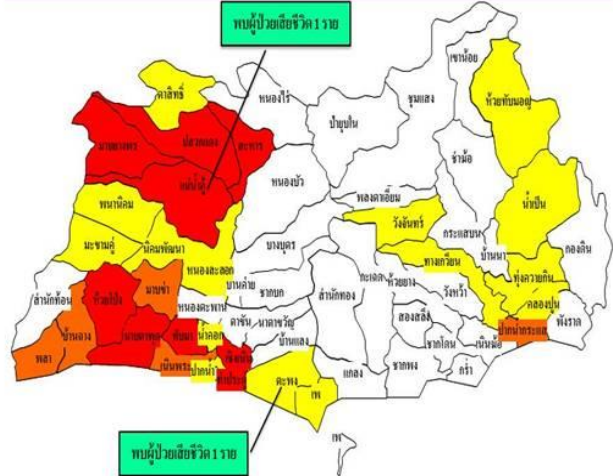 พบผู้ป่วยเสียชีวิต 1 ราย
เขาน้อย
ตาสิทธิ์
หนองไร่
ชุมแสง
ห้วยทับมอญ
ป่ายุบใน
มาบยางพร
ปลวกแดง
ละหาร
ชำฆ้อ
แม่น้ำคู้
หนองบัว
พลงตาเอี่ยม
น้ำเป็น
พนานิคม
วังจันทร์
กระแสบน
กองดิน
มะขามคู่
นิคมพัฒนา
บางบุตร
บ้านนา
ทางเกวียน
ทุ่งควายกิน
หนองละลอก
บ้านค่าย
ชากบก
สำนักทอง
กะเฉด
ห้วยยาง
วังหว้า
คลองปูน
สำนักท้อน
ห้วยโป่ง
มาบข่า
หนองตะพาน
สองสลึง
พังราด
ตาขัน
นาตาขวัญ
ปากน้ำกระแส
บ้านฉาง
มาบตาพุด
ทับมา
น้ำคอก
บ้านแลง
ชากโดน
เนินฆ้อ
พลา
เนินพระ
ปากน้ำ
เชิงเนิน
ตะพง
เพ
แกลง
ชากพง
กร่ำ
เพ
พบผู้ป่วยเสียชีวิต 1 ราย